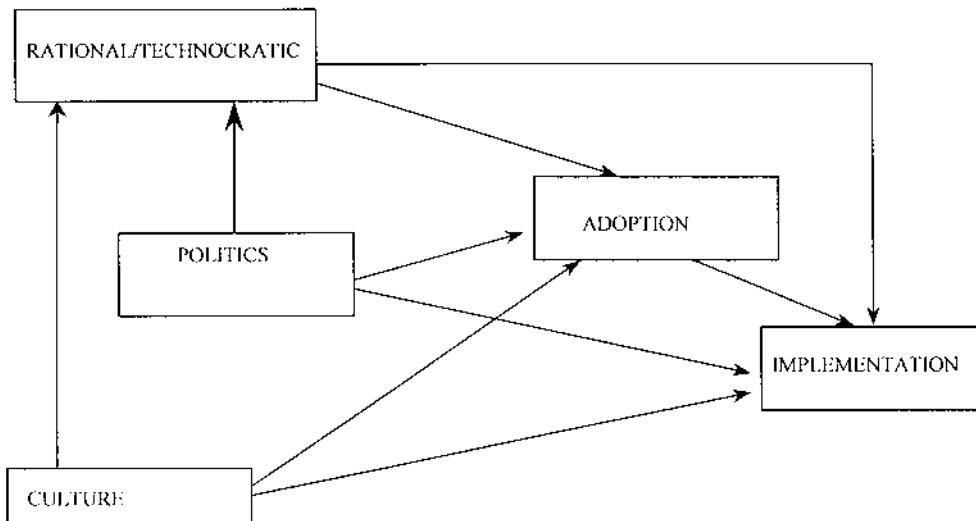 RATIONAL/TECHNOCRATIC
ADOPTION
POLITICS
IMPLEMENTATION
CULTURE